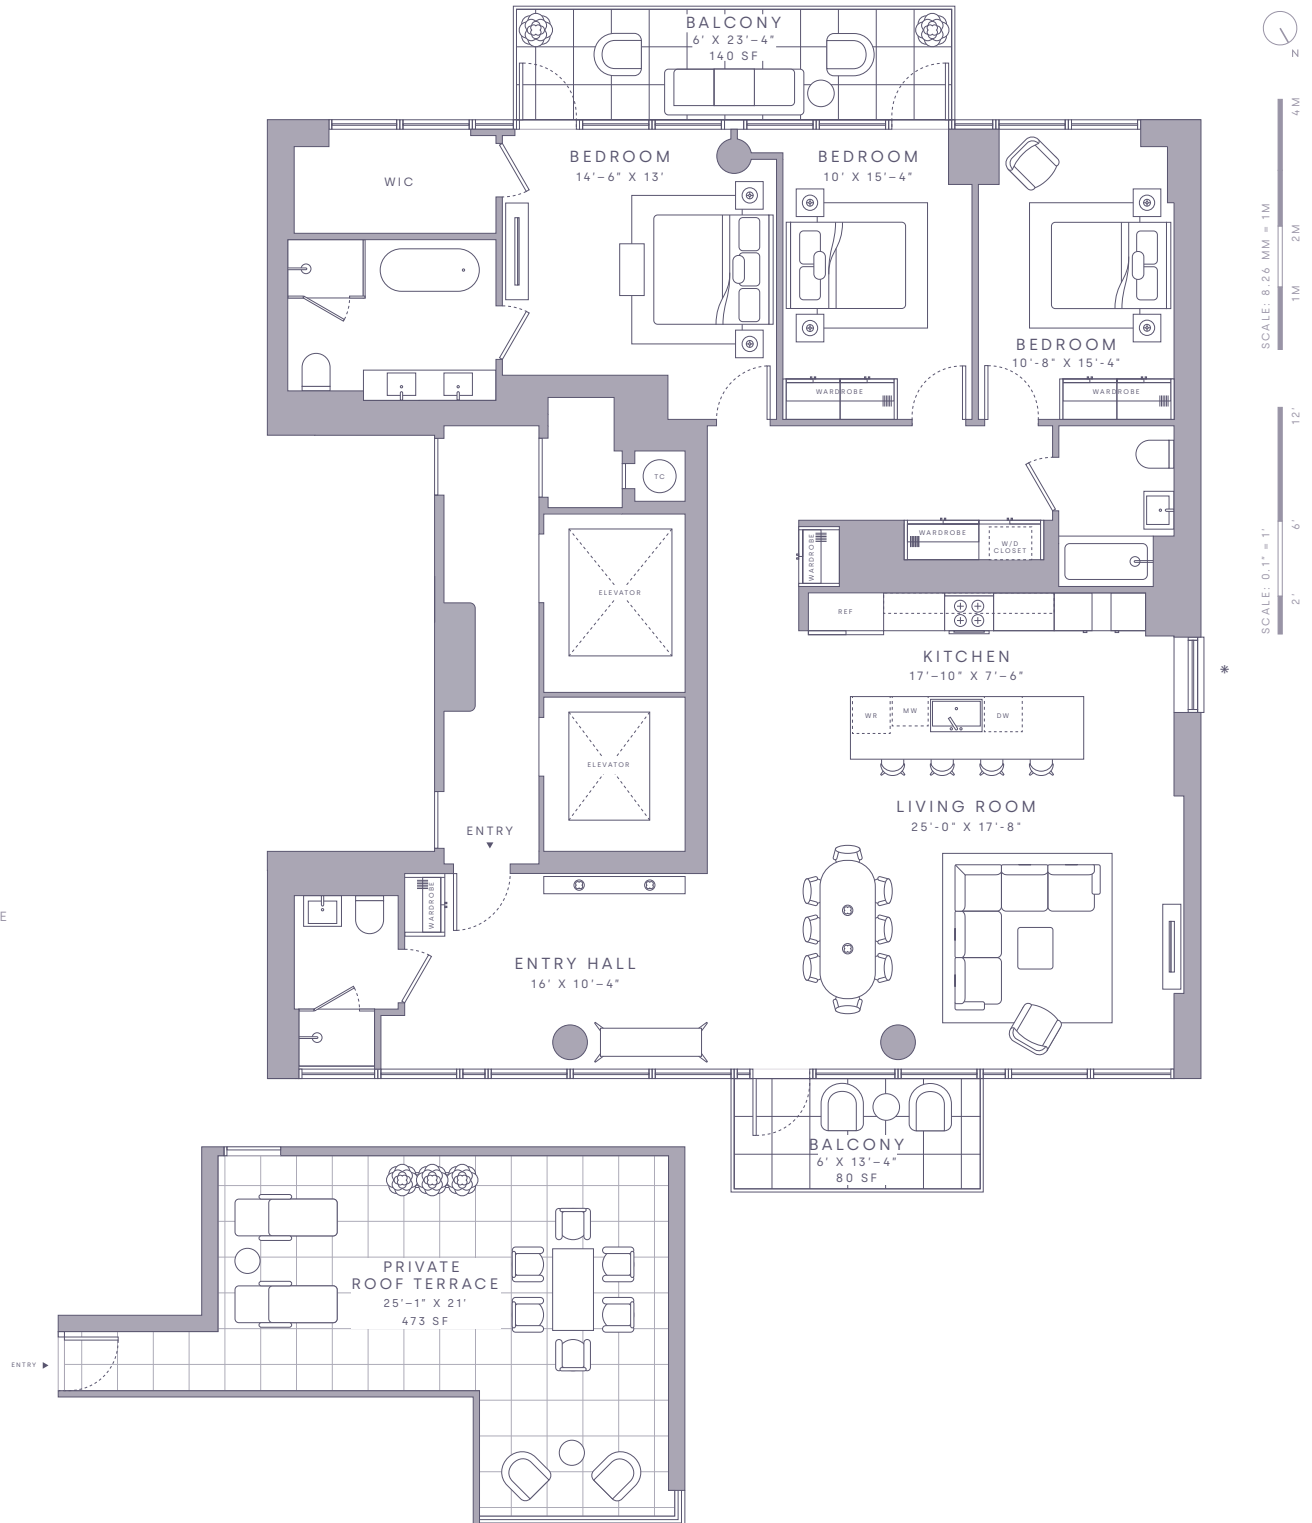 BALCONY
6' X 23'–4"
140 SF
N
4M
2M
1M
SCALE: 8.26 MM = 1M
WIC
BEDROOM
14'–6" X 13'
BEDROOM
10' X 15'–4"
BEDROOM
10'-8" X 15'-4"
WARDROBE
WARDROBE
12'
6'
2'
SCALE: 0.1" = 1'
TC
WARDROBE
WARDROBE
W/D
CLOSET
ELEVATOR
REF
KITCHEN
17'–10" X 7'–6"
*
WR
MW
DW
ELEVATOR
LIVING ROOM
25'-0" X 17'-8"
ENTRY
WARDROBE
E
ENTRY HALL
16' X 10'–4"
BALCONY
6' X 13'–4"
80 SF
PRIVATE
ROOF TERRACE
25'–1" X 21'
473 SF
ENTRY